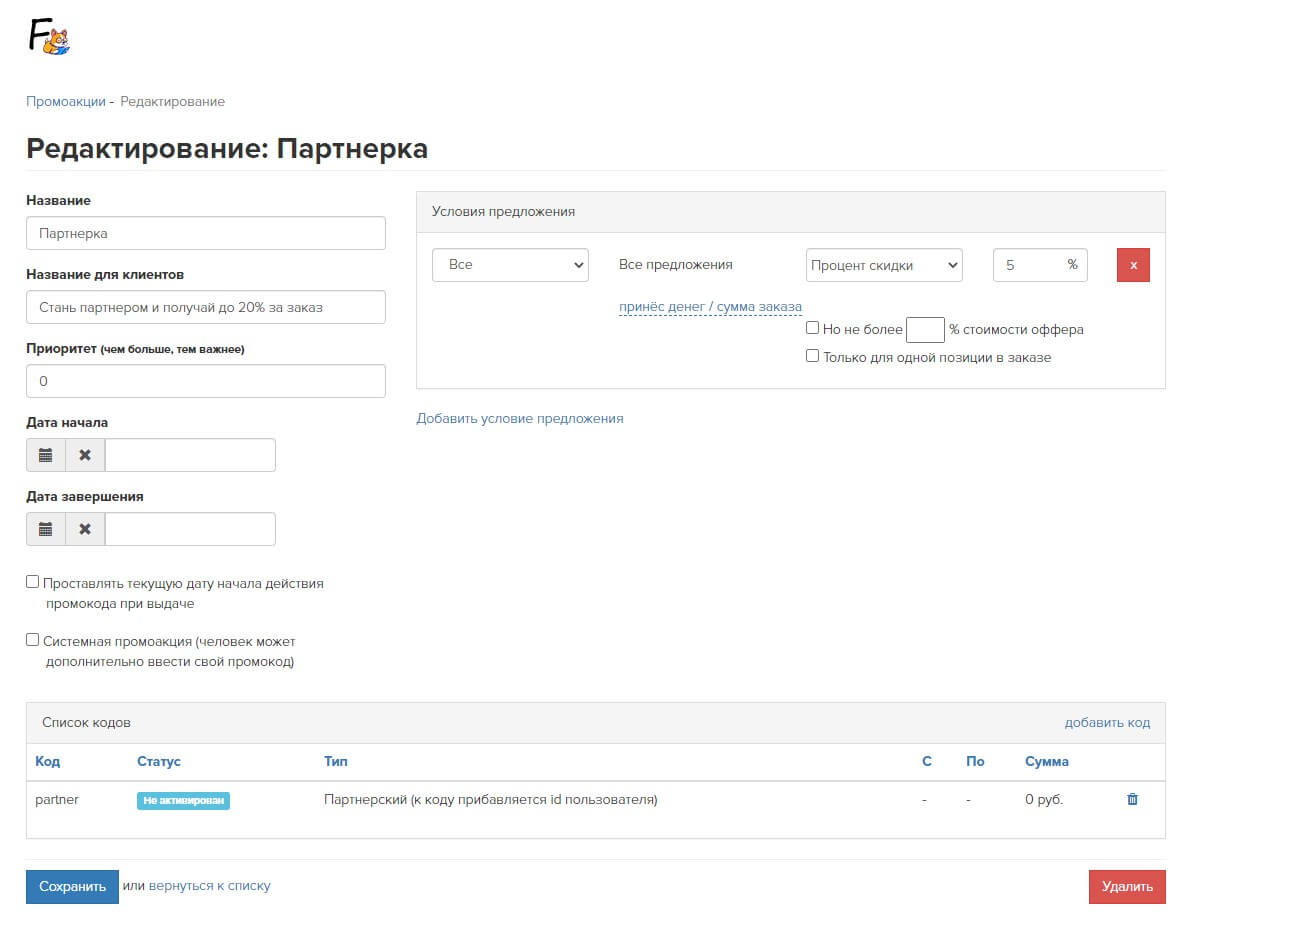 F
Промоакции - Редактирование
Редактирование: Партнерка
Название
Партнерка
Название для клиентов
Стань партнером и получай до 20% за заказ
Приоритет (чем больше, тем важнее)
0
Дата начала
Дата завершения
Проставлять текущую дату начала действия
промокода при выдаче
Системная промоакция (человек может
дополнительно ввести свой промокод)
Условия предложения
Все Все предложения Процент скидки 5 % x
принёс денег / сумма заказа
Но не более % стоимости оффера
Только для одной позиции в заказе
Добавить условие предложения
Список кодов добавить код
Код Статус Тип С По Сумма
partner Не активирован Партнерский (к коду прибавляется id пользователя) - - 0 руб.
Сохранить или вернуться к списку Удалить